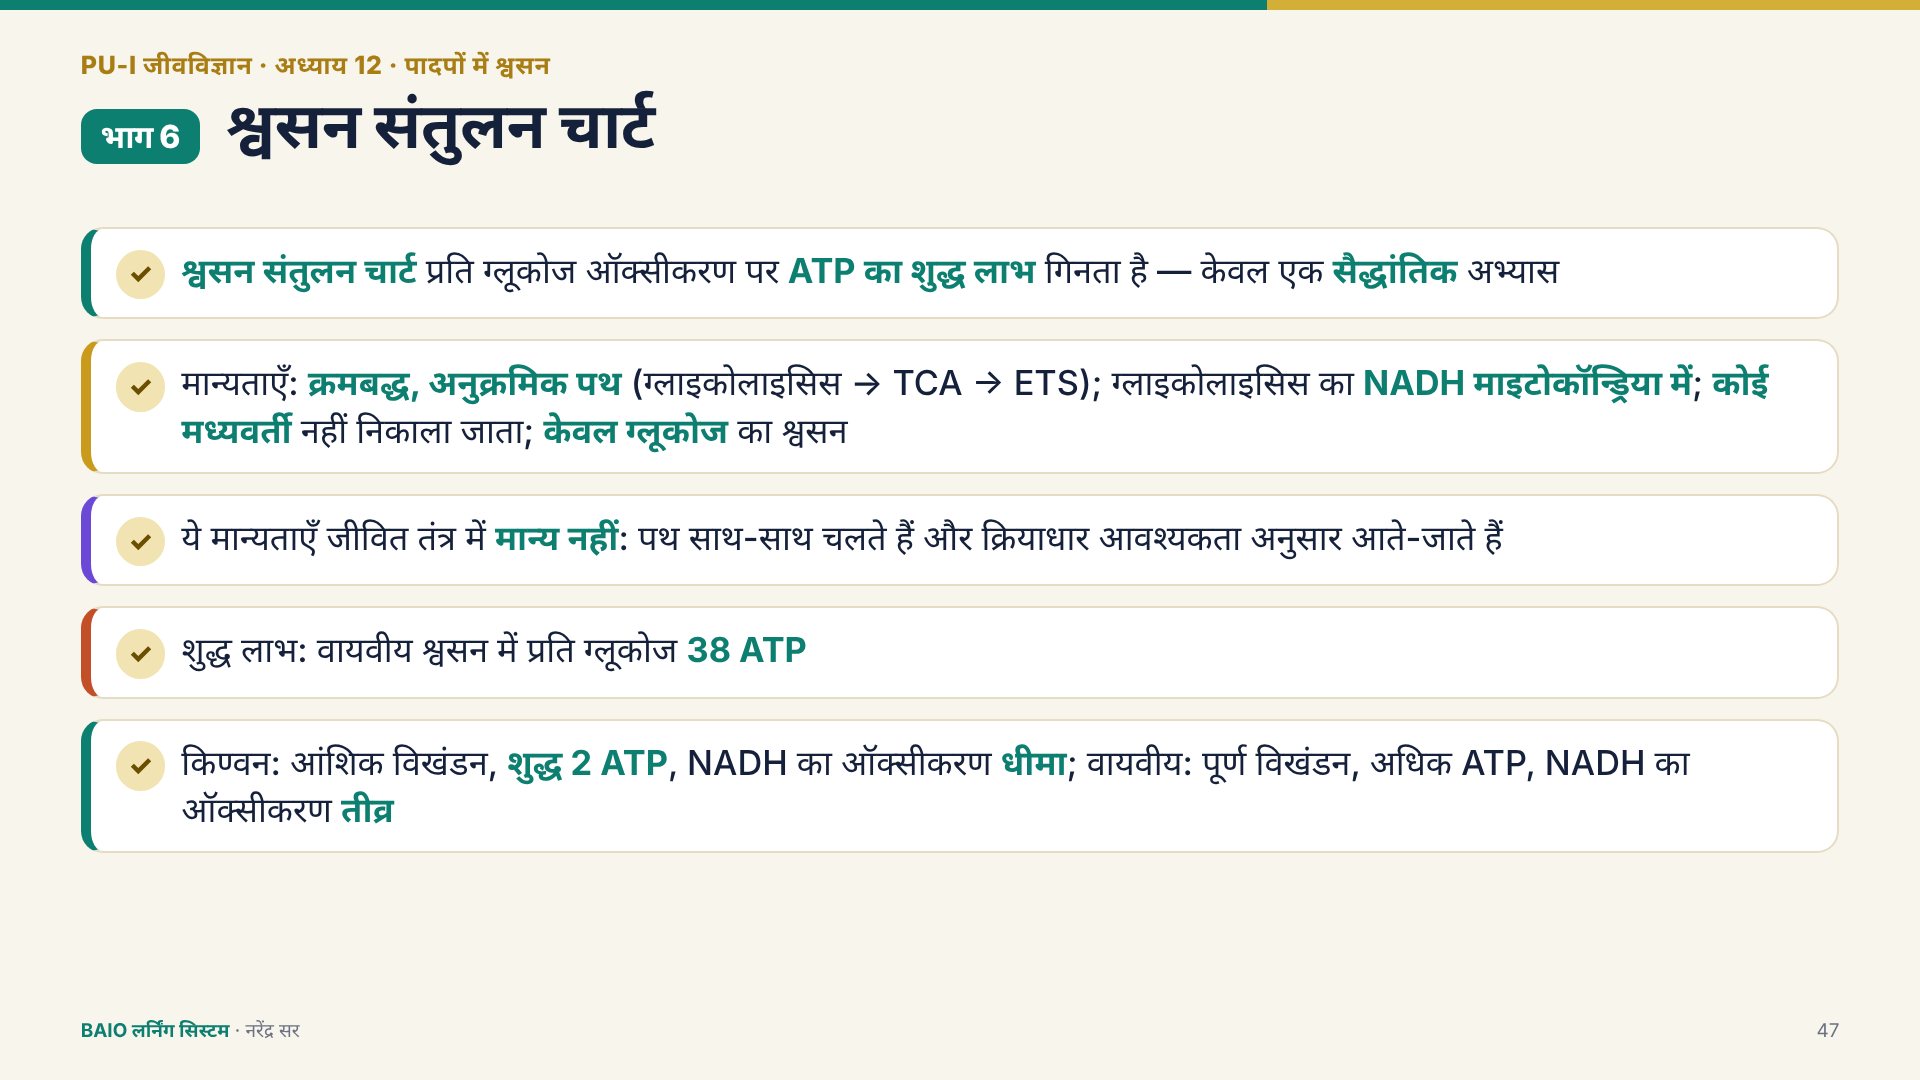 PU-I जीवविज्ञान · अध्याय 12 · पादपों में श्वसन
भाग 6 श्वसन संतुलन चार्ट
श्वसन संतुलन चार्ट प्रति ग्लूकोज ऑक्सीकरण पर ATP का शुद्ध लाभ गिनता है — केवल एक सैद्धांतिक अभ्यास
मान्यताएँ: क्रमबद्ध, अनुक्रमिक पथ (ग्लाइकोलाइसिस → TCA → ETS); ग्लाइकोलाइसिस का NADH माइटोकॉन्ड्रिया में; कोई
मध्यवर्ती नहीं निकाला जाता; केवल ग्लूकोज का श्वसन
ये मान्यताएँ जीवित तंत्र में मान्य नहीं: पथ साथ-साथ चलते हैं और क्रियाधार आवश्यकता अनुसार आते-जाते हैं
शुद्ध लाभ: वायवीय श्वसन में प्रति ग्लूकोज 38 ATP
किण्वन: आंशिक विखंडन, शुद्ध 2 ATP, NADH का ऑक्सीकरण धीमा; वायवीय: पूर्ण विखंडन, अधिक ATP, NADH का
ऑक्सीकरण तीव्र
BAIO लर्निंग सिस्टम · नरेंद्र सर
47